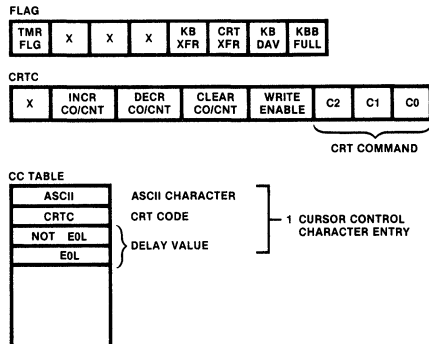 FLAG
TMR FLG X X X KB XFR CRT XFR KB DAV KBB FULL
CRTC
X INCR CO/CNT DECR CO/CNT CLEAR CO/CNT WRITE ENABLE C2 C1 C0
CRT COMMAND
CC TABLE
ASCII ASCII CHARACTER
CRTC CRT CODE
1 CURSOR CONTROL CHARACTER ENTRY
NOT E0L
DELAY VALUE
E0L